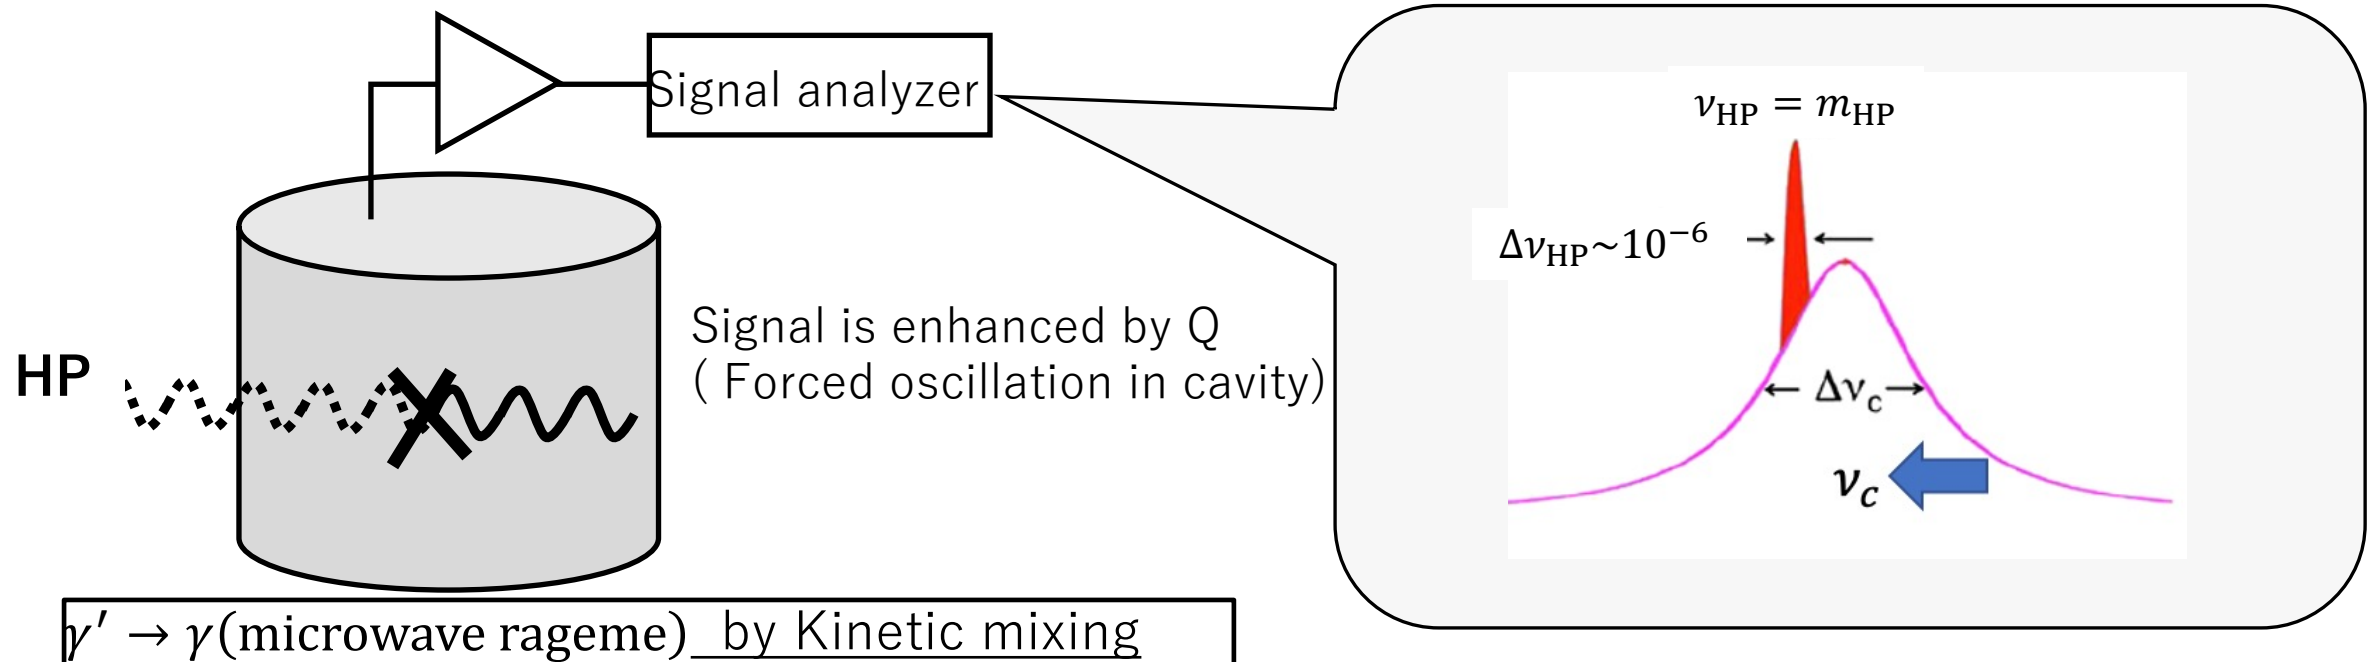 Signal analyzer
HP
Signal is enhanced by Q
( Forced oscillation in cavity)
γ′ → γ(microwave rageme)  by Kinetic mixing
ν_HP = m_HP
Δν_HP~10⁻⁶
Δν_c
ν_c